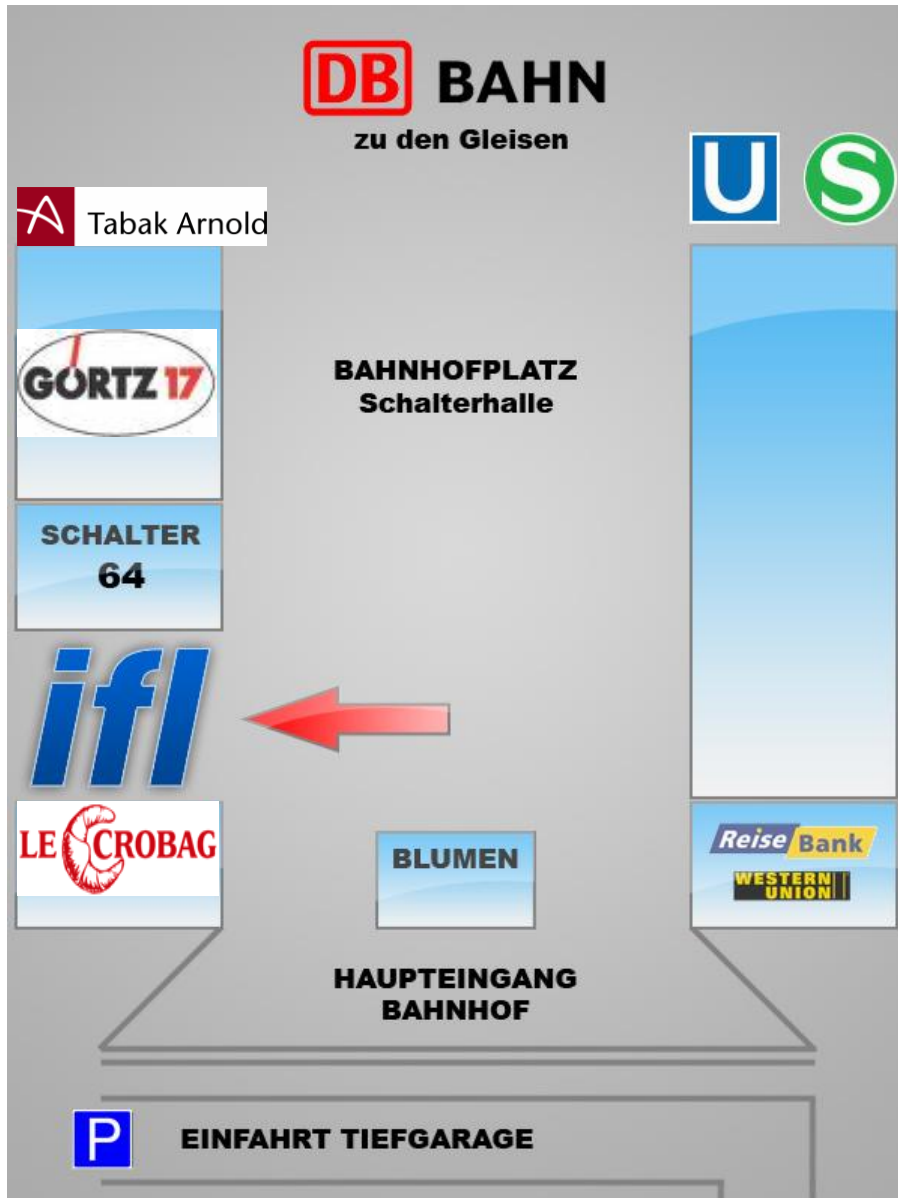 DB BAHN
zu den Gleisen
U S
Tabak Arnold
GÖRTZ 17
BAHNHOFPLATZ
Schalterhalle
SCHALTER
64
ifl
LE CROBAG
BLUMEN
Reise Bank
WESTERN
UNION
HAUPTEINGANG
BAHNHOF
P EINFAHRT TIEFGARAGE